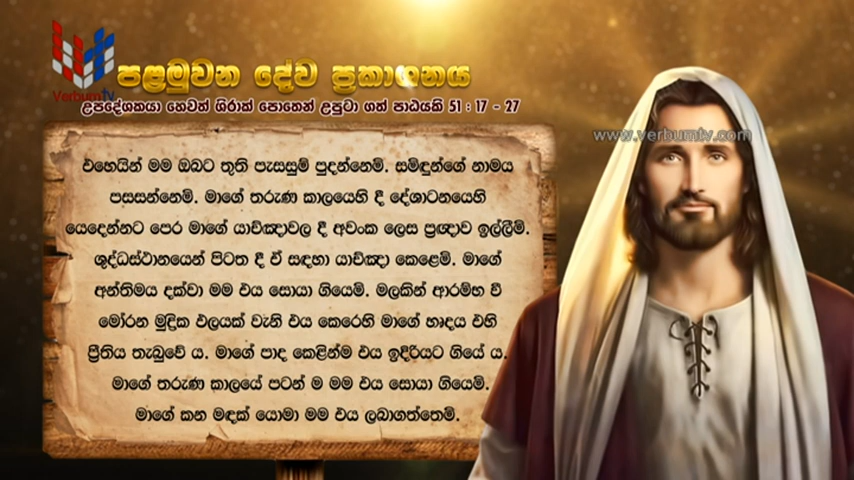 Verbum tv
පළමුවන දේව ප්‍රකාශනය
උපදේශකයා හෙවත් ශිරාක් පොතෙන් උපුටා ගත් පාඨයකි 51 : 17 - 27
www.verbumtv.com
එහෙයින් මම ඔබට තුති පැසසුම් පුදන්නෙමි. සමිඳුන්ගේ නාමය
පසසන්නෙමි. මාගේ තරුණ කාලයෙහි දී දේශාටනයෙහි
යෙදෙන්නට පෙර මාගේ යාච්ඤාවල දී අවංක ලෙස ප්‍රඥාව ඉල්ලීමි.
ශුද්ධස්ථානයෙන් පිටත දී ඒ සඳහා යාච්ඤා කෙළෙමි. මාගේ
අන්තිමය දක්වා මම එය සොයා ගියෙමි. මලකින් ආරම්භ වී
මෝරන මුද්‍රික ඵලයක් වැනි එය කෙරෙහි මාගේ හෘදය එහි
ප්‍රීතිය තැබුවේ ය. මාගේ පාද කෙළින්ම එය ඉදිරියට ගියේ ය.
මාගේ තරුණ කාලයේ පටන් ම මම එය සොයා ගියෙමි.
මාගේ කන මඳක් යොමා මම එය ලබාගත්තෙමි.